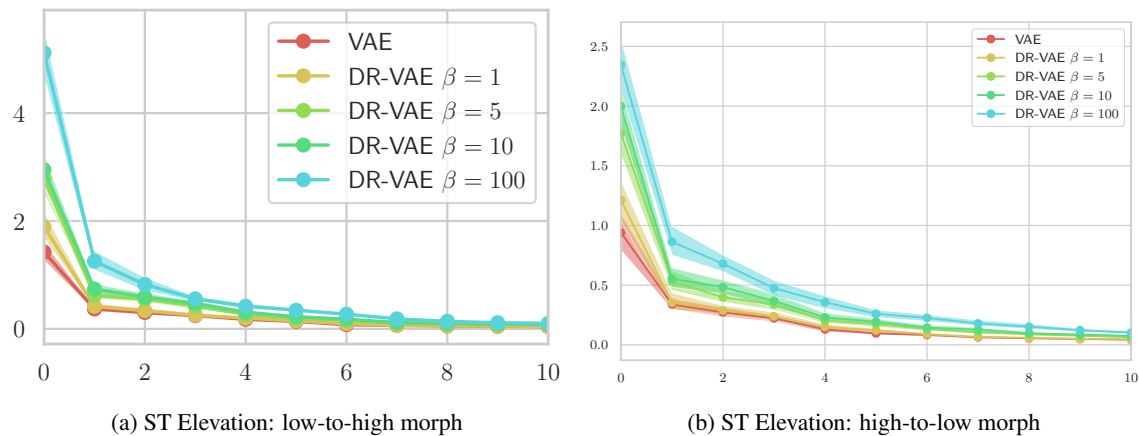 4
2
0
0
2
4
6
8
10
VAE
DR-VAE β = 1
DR-VAE β = 5
DR-VAE β = 10
DR-VAE β = 100
(a) ST Elevation: low-to-high morph
2.5
2.0
1.5
1.0
0.5
0.0
0
2
4
6
8
10
VAE
DR-VAE β = 1
DR-VAE β = 5
DR-VAE β = 10
DR-VAE β = 100
(b) ST Elevation: high-to-low morph